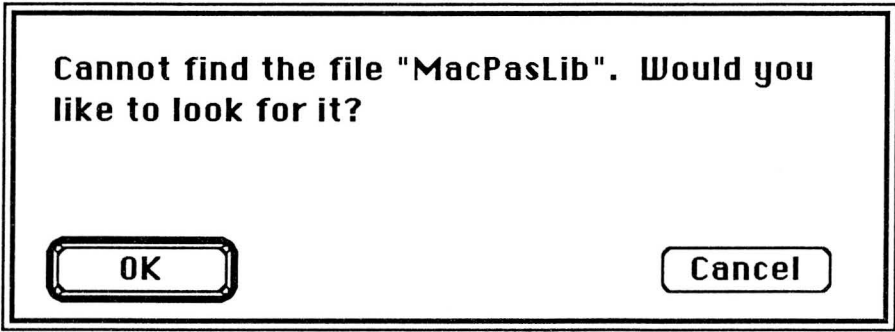 Cannot find the file "MacPasLib".  Would you
like to look for it?
OK
Cancel